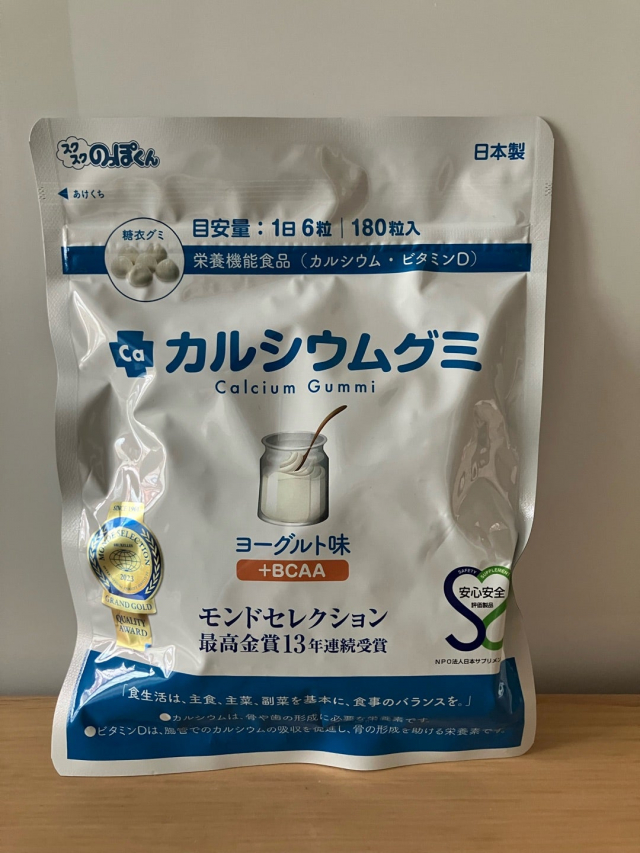 スクスクのっぽくん
日本製
◀あけくち
糖衣グミ
目安量：1日6粒｜180粒入
栄養機能食品（カルシウム・ビタミンD）
Ca カルシウムグミ
Calcium Gummi
ヨーグルト味
+BCAA
SELECTION
2021
GRAND GOLD
QUALITY
AWARD
モンドセレクション
最高金賞13年連続受賞
SAFETY SUPPLEMENT
安心安全
評価製品
NPO法人日本サプリメン
「食生活は、主食、主菜、副菜を基本に、食事のバランスを。」
●カルシウムは、骨や歯の形成に必要な栄養素です。
●ビタミンDは、腸管でのカルシウムの吸収を促進し、骨の形成を助ける栄養素です。